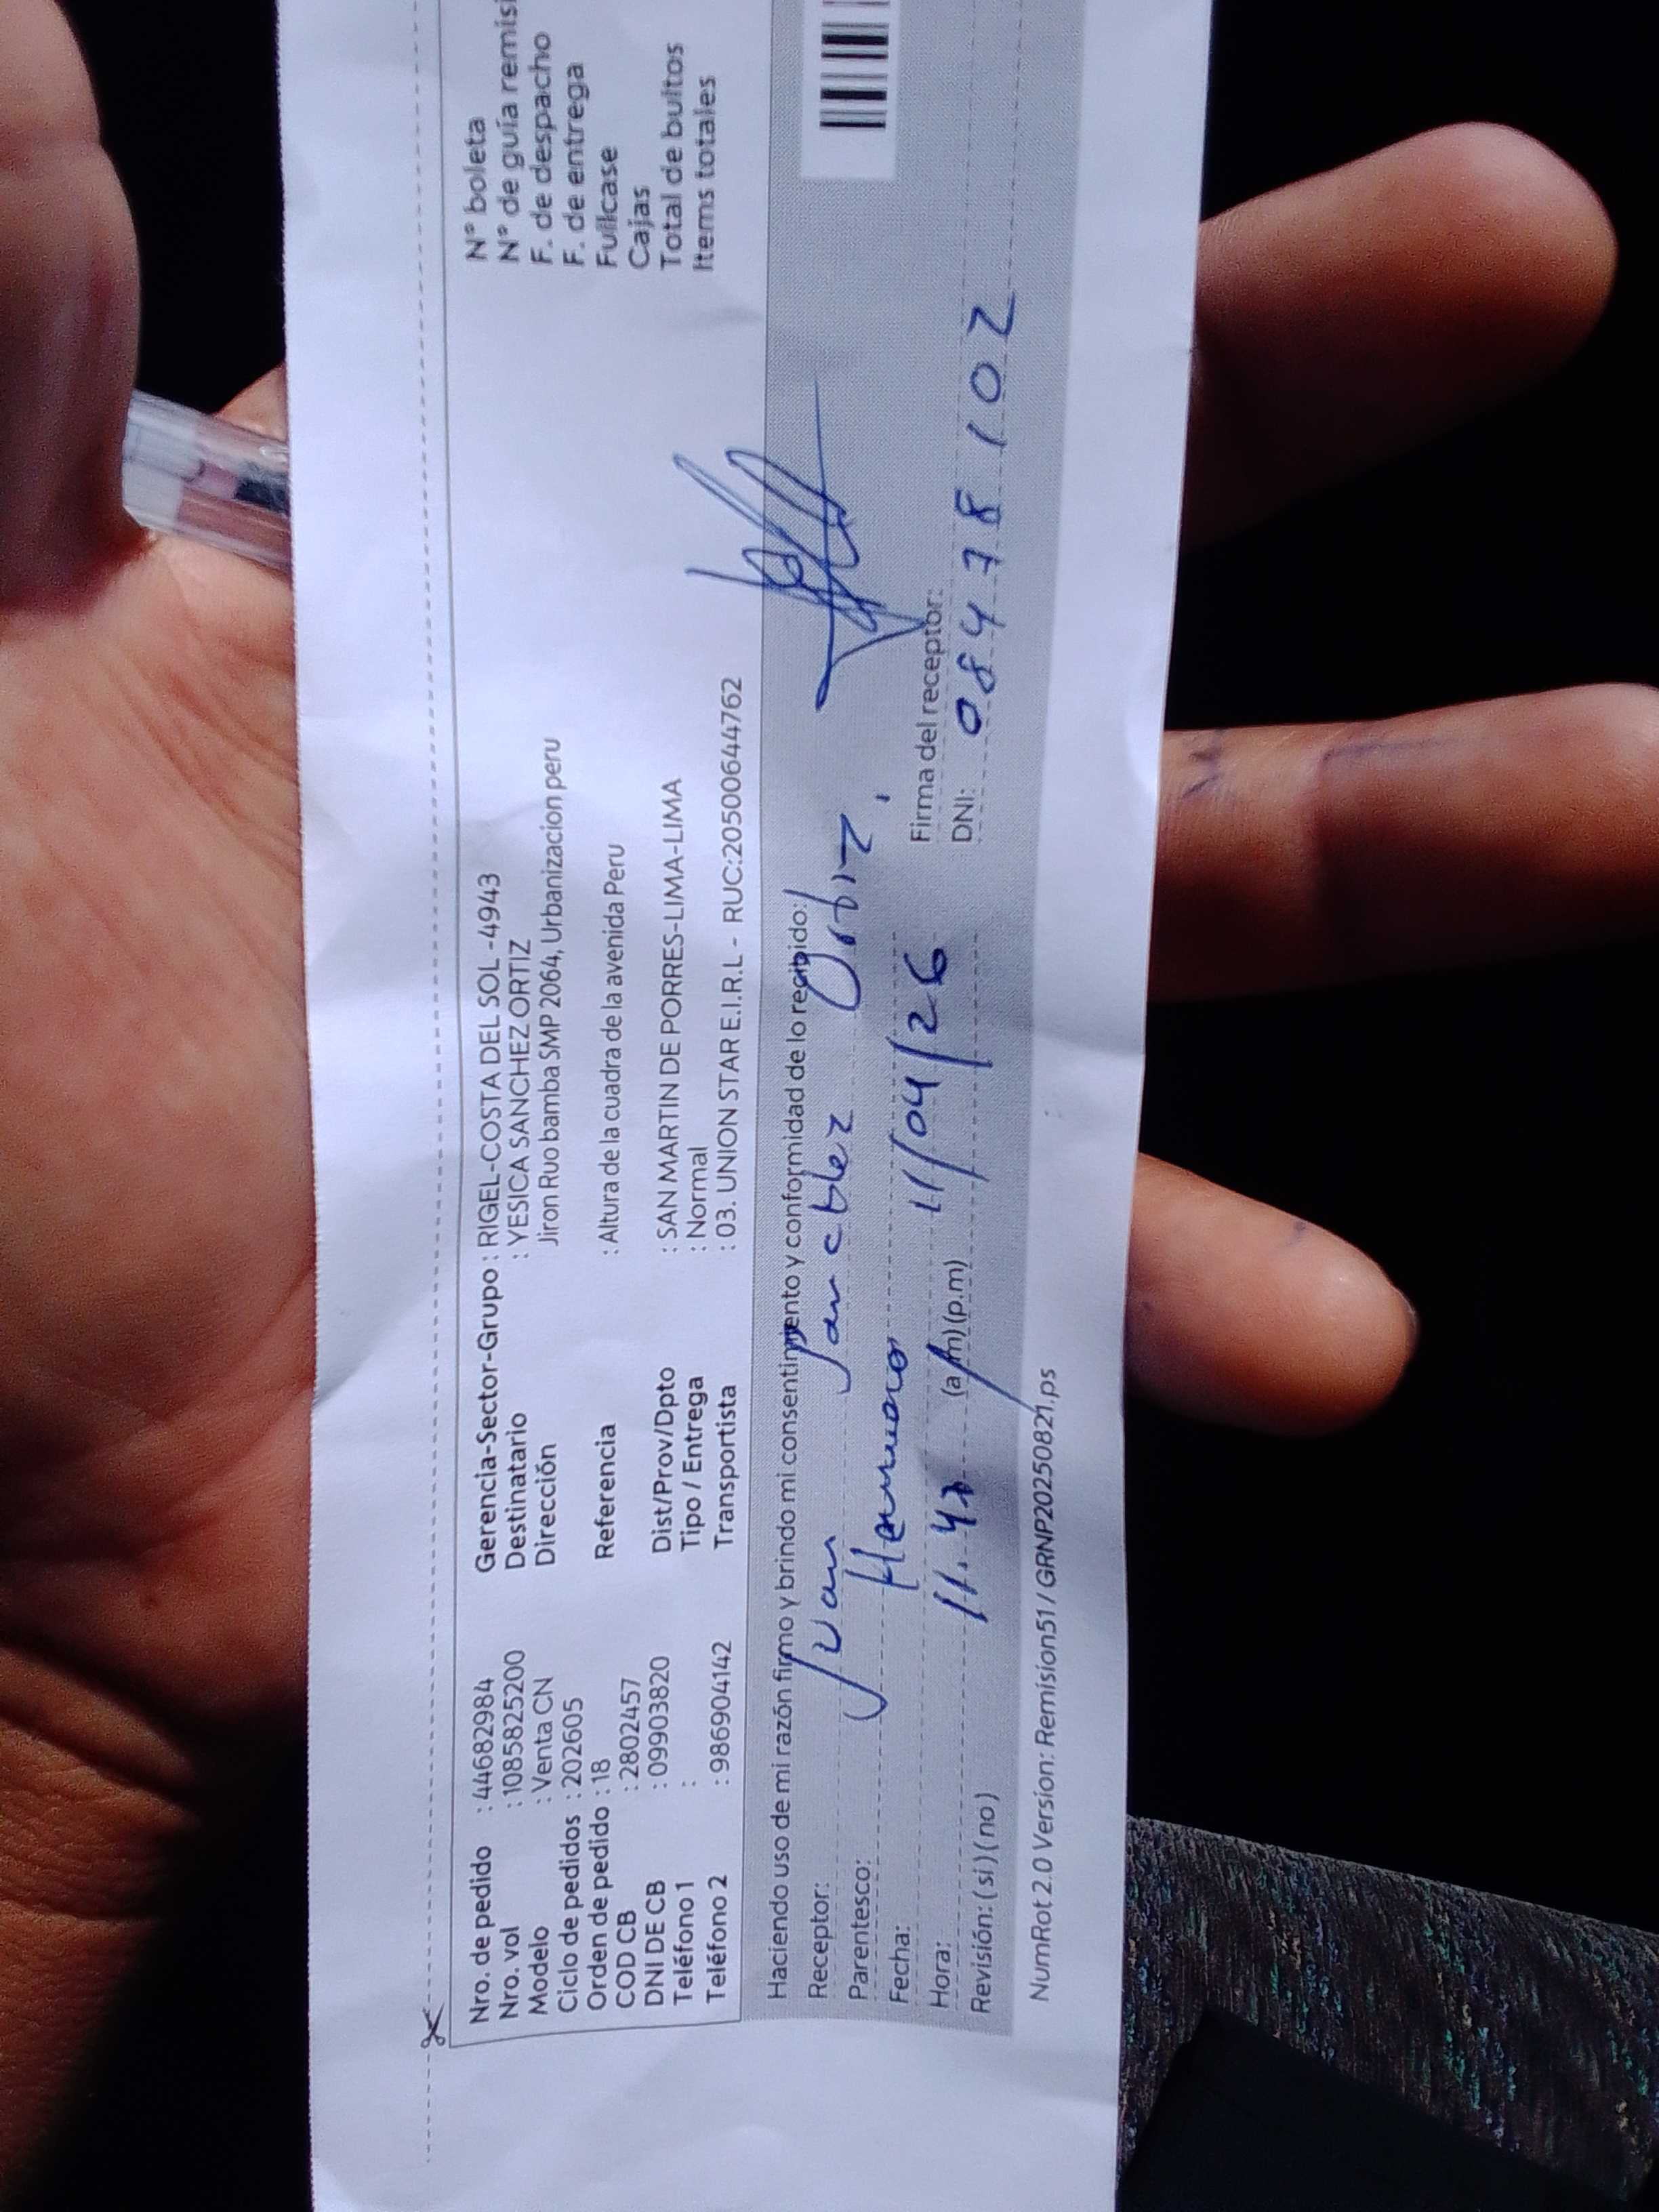 Nro. de pedido : 44682984
Nro. vol : 1085825200
Modelo : Venta CN
Ciclo de pedidos : 202605
Orden de pedido : 18
COD CB : 2802457
DNI DE CB : 09903820
Teléfono 1 :
Teléfono 2 : 986904142
Gerencia-Sector-Grupo : RIGEL-COSTA DEL SOL -4943
Destinatario : YESICA SANCHEZ ORTIZ
Dirección Jiron Ruo bamba SMP 2064, Urbanizacion peru
Referencia : Altura de la cuadra de la avenida Peru
Dist/Prov/Dpto : SAN MARTIN DE PORRES-LIMA-LIMA
Tipo / Entrega : Normal
Transportista : 03. UNION STAR E.I.R.L - RUC:20500644762
N° boleta
N° de guía remisi
F. de despacho
F. de entrega
Fullcase
Cajas
Total de bultos
Items totales
Haciendo uso de mi razón firmo y brindo mi consentimiento y conformidad de lo recibido:
Receptor: Juan Sanchez Ortiz
Parentesco: Hermano
Fecha: 11/04/26
Hora: 11.47 (a.m) (p.m)
Revisión: (si) (no)
Firma del receptor:
DNI: 08478102
NumRot 2.0 Version: Remision51 / GRNP20250821.ps